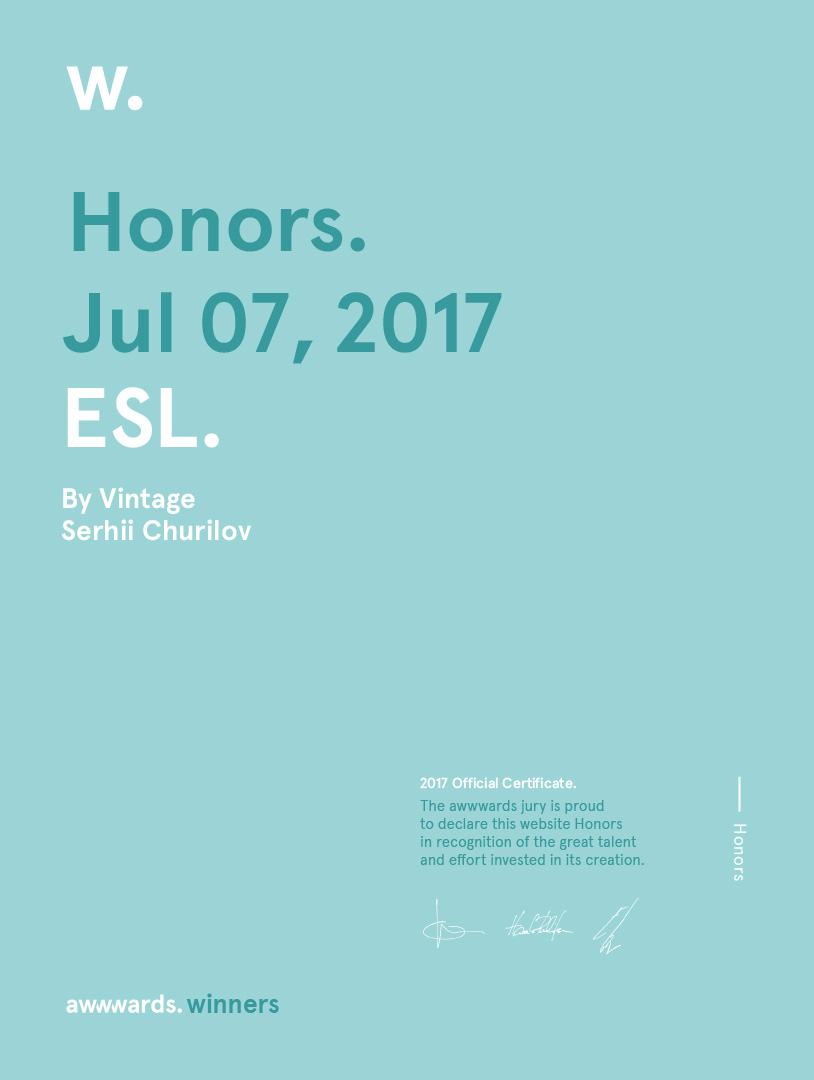 w.
Honors.
Jul 07, 2017
ESL.
By Vintage
Serhii Churilov
2017 Official Certificate.
The awwwards jury is proud
to declare this website Honors
in recognition of the great talent
and effort invested in its creation.
Honors
awwwards.winners